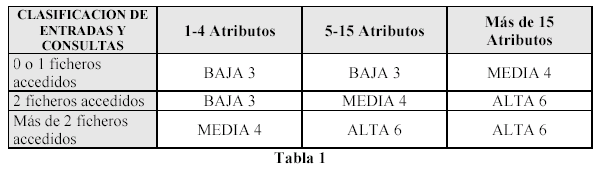 CLASIFICACION DE
ENTRADAS Y
CONSULTAS
1-4 Atributos
5-15 Atributos
Más de 15
Atributos
0 o 1 ficheros
accedidos
BAJA 3
BAJA 3
MEDIA 4
2 ficheros accedidos
BAJA 3
MEDIA 4
ALTA 6
Más de 2 ficheros
accedidos
MEDIA 4
ALTA 6
ALTA 6
Tabla 1